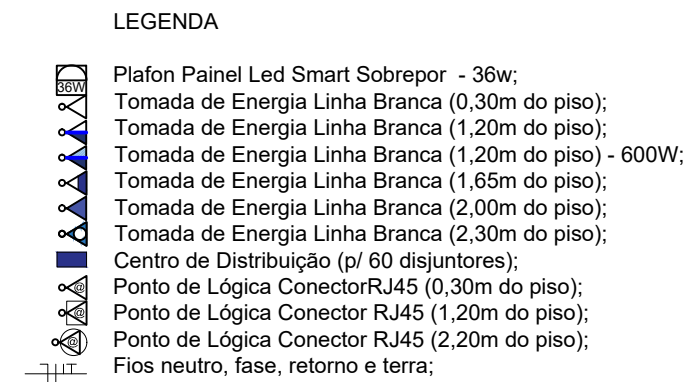 LEGENDA
36W Plafon Painel Led Smart Sobrepor - 36w;
Tomada de Energia Linha Branca (0,30m do piso);
Tomada de Energia Linha Branca (1,20m do piso);
Tomada de Energia Linha Branca (1,20m do piso) - 600W;
Tomada de Energia Linha Branca (1,65m do piso);
Tomada de Energia Linha Branca (2,00m do piso);
Tomada de Energia Linha Branca (2,30m do piso);
Centro de Distribuição (p/ 60 disjuntores);
@ Ponto de Lógica ConectorRJ45 (0,30m do piso);
@ Ponto de Lógica Conector RJ45 (1,20m do piso);
@ Ponto de Lógica Conector RJ45 (2,20m do piso);
Fios neutro, fase, retorno e terra;